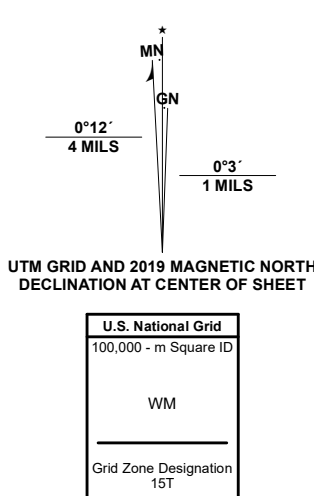 MN
GN
0°12´
4 MILS
0°3´
1 MILS
UTM GRID AND 2019 MAGNETIC NORTH
DECLINATION AT CENTER OF SHEET
U.S. National Grid
100,000 - m Square ID
WM
Grid Zone Designation
15T